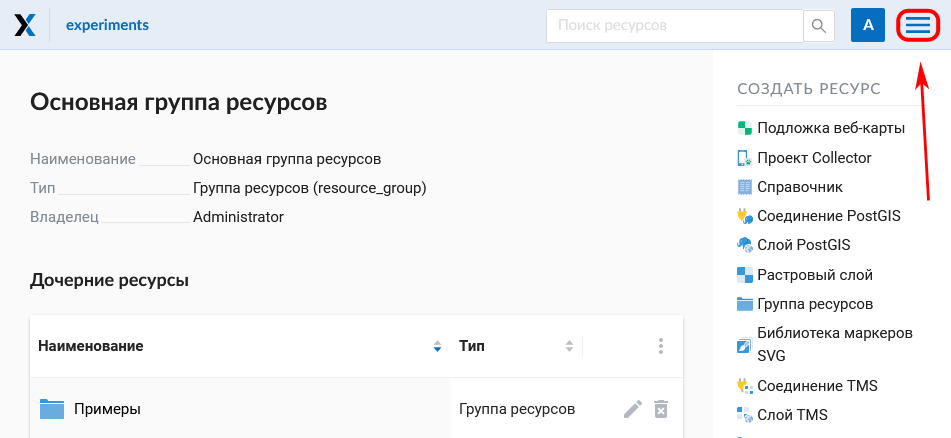 experiments
Поиск ресурсов
A
Основная группа ресурсов
Наименование Основная группа ресурсов
Тип Группа ресурсов (resource_group)
Владелец Administrator
Дочерние ресурсы
Наименование Тип
Примеры Группа ресурсов
СОЗДАТЬ РЕСУРС
Подложка веб-карты
Проект Collector
Справочник
Соединение PostGIS
Слой PostGIS
Растровый слой
Группа ресурсов
Библиотека маркеров
SVG
Соединение TMS
Слой TMS